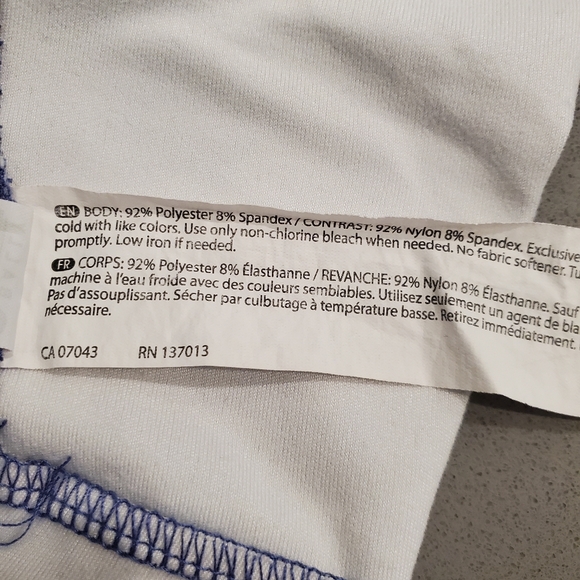 EN BODY: 92% Polyester 8% Spandex / CONTRAST: 92% Nylon 8% Spandex. Exclusive
cold with like colors. Use only non-chlorine bleach when needed. No fabric softener. Tu
promptly. Low iron if needed.
FR CORPS: 92% Polyester 8% Élasthanne / REVANCHE: 92% Nylon 8% Élasthanne. Sauf
machine à l'eau froide avec des couleurs semblables. Utilisez seulement un agent de bla
Pas d'assouplissant. Sécher par culbutage à température basse. Retirez immédiatement.
nécessaire.
CA 07043 RN 137013